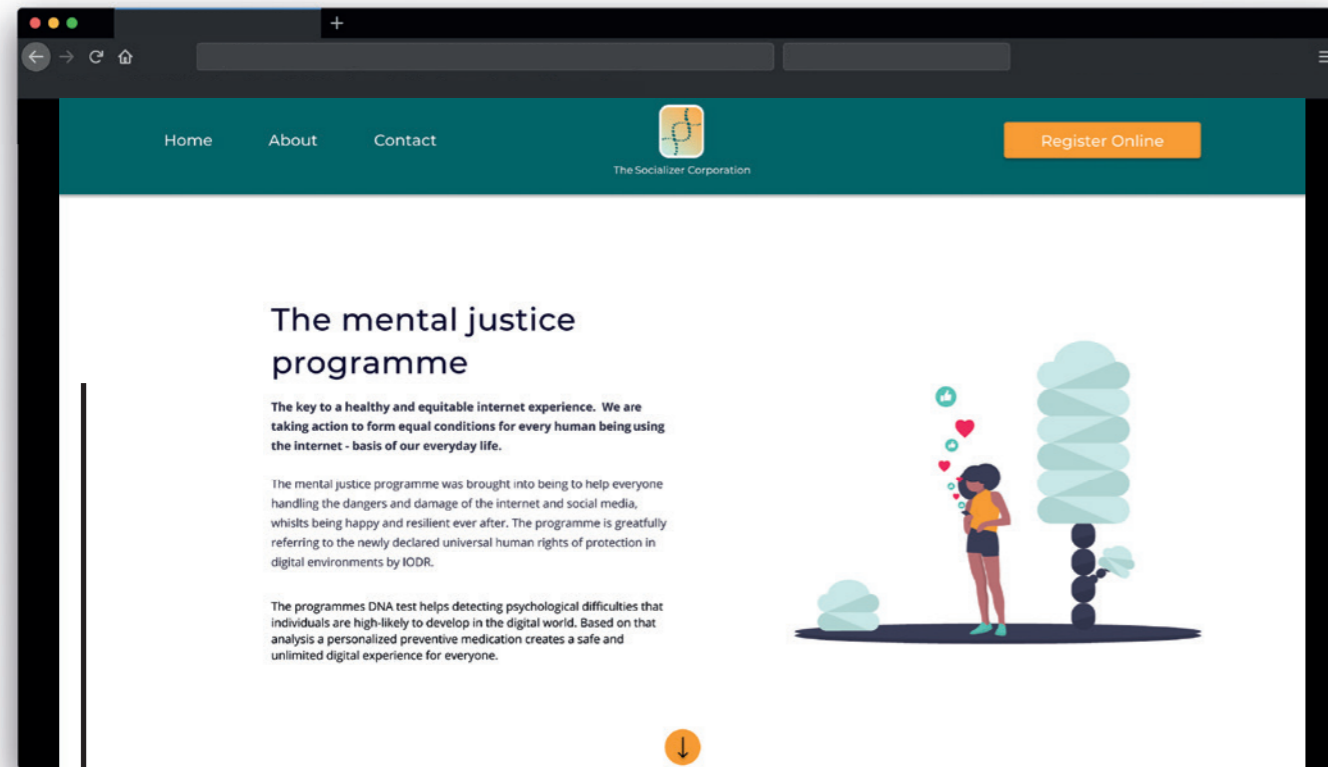 Home
About
Contact
The Socializer Corporation
Register Online
The mental justice
programme
The key to a healthy and equitable internet experience. We are
taking action to form equal conditions for every human being using
the internet - basis of our everyday life.
The mental justice programme was brought into being to help everyone
handling the dangers and damage of the internet and social media,
whislts being happy and resilient ever after. The programme is greatfully
referring to the newly declared universal human rights of protection in
digital environments by IODR.
The programmes DNA test helps detecting psychological difficulties that
individuals are high-likely to develop in the digital world. Based on that
analysis a personalized preventive medication creates a safe and
unlimited digital experience for everyone.